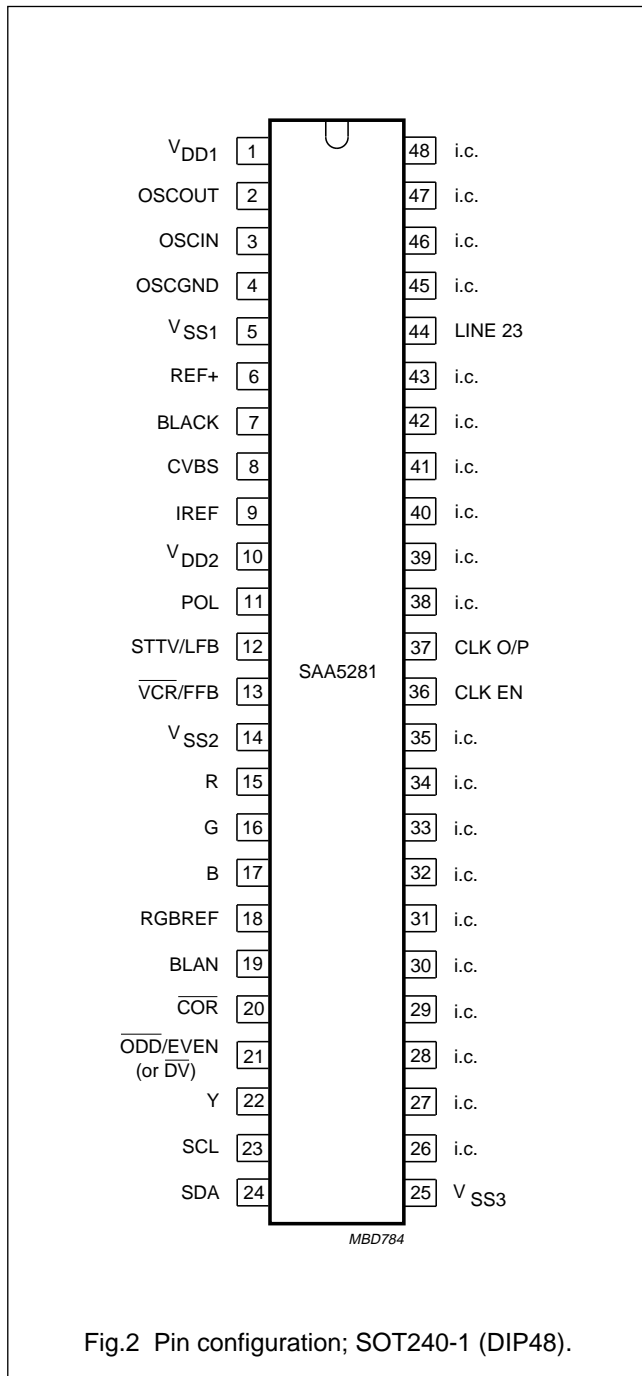 VDD1 1 48 i.c.
OSCOUT 2 47 i.c.
OSCIN 3 46 i.c.
OSCGND 4 45 i.c.
VSS1 5 44 LINE 23
REF+ 6 43 i.c.
BLACK 7 42 i.c.
CVBS 8 41 i.c.
IREF 9 40 i.c.
VDD2 10 39 i.c.
POL 11 38 i.c.
STTV/LFB 12 37 CLK O/P
SAA5281
V̅C̅R̅/FFB 13 36 CLK EN
VSS2 14 35 i.c.
R 15 34 i.c.
G 16 33 i.c.
B 17 32 i.c.
RGBREF 18 31 i.c.
BLAN 19 30 i.c.
C̅O̅R̅ 20 29 i.c.
O̅D̅D̅/EVEN 21 28 i.c.
(or D̅V̅)
Y 22 27 i.c.
SCL 23 26 i.c.
SDA 24 25 VSS3
MBD784
Fig.2 Pin configuration; SOT240-1 (DIP48).